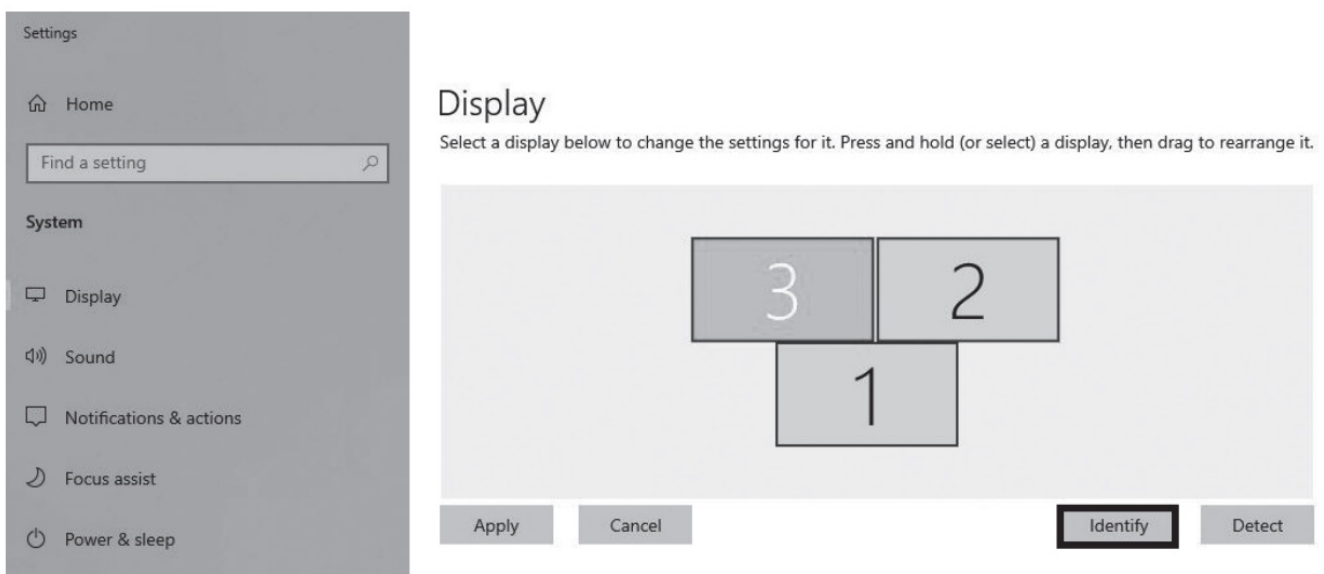 Settings
Home
Find a setting
System
Display
Sound
Notifications & actions
Focus assist
Power & sleep
Display
Select a display below to change the settings for it. Press and hold (or select) a display, then drag to rearrange it.
3 2
1
Apply Cancel Identify Detect